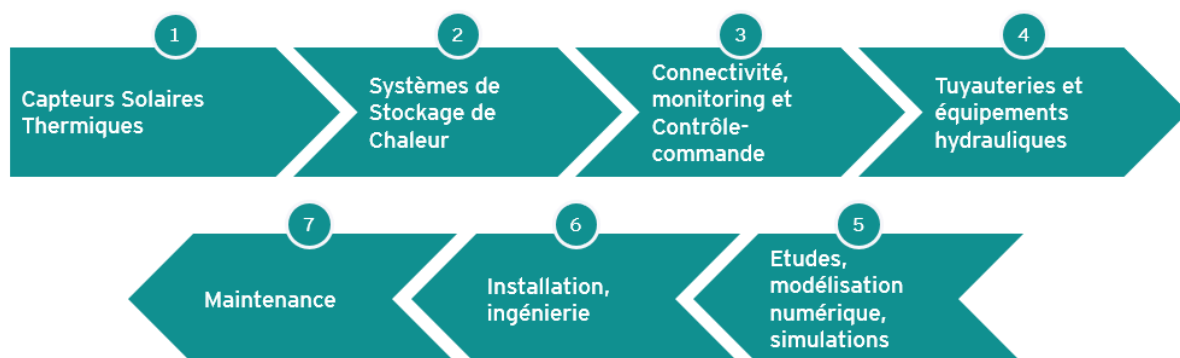 1
Capteurs Solaires
Thermiques
2
Systèmes de
Stockage de
Chaleur
3
Connectivité,
monitoring et
Contrôle-
commande
4
Tuyauteries et
équipements
hydrauliques
5
Etudes,
modélisation
numérique,
simulations
6
Installation,
ingénierie
7
Maintenance